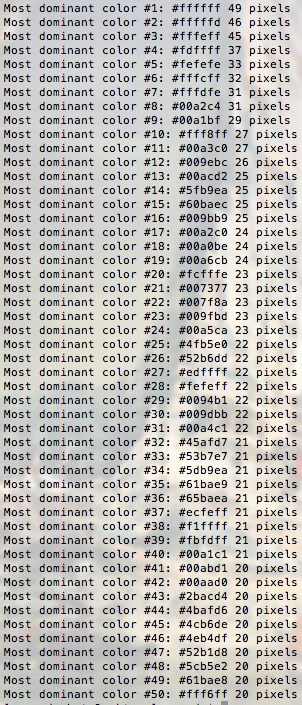 Most dominant color #1: #ffffff 49 pixels
Most dominant color #2: #fffffd 46 pixels
Most dominant color #3: #fffeff 45 pixels
Most dominant color #4: #fdffff 37 pixels
Most dominant color #5: #fefefe 33 pixels
Most dominant color #6: #fffcff 32 pixels
Most dominant color #7: #fffdfe 31 pixels
Most dominant color #8: #00a2c4 31 pixels
Most dominant color #9: #00a1bf 29 pixels
Most dominant color #10: #fff8ff 27 pixels
Most dominant color #11: #00a3c0 27 pixels
Most dominant color #12: #009ebc 26 pixels
Most dominant color #13: #00acd2 25 pixels
Most dominant color #14: #5fb9ea 25 pixels
Most dominant color #15: #60baec 25 pixels
Most dominant color #16: #009bb9 25 pixels
Most dominant color #17: #00a2c0 24 pixels
Most dominant color #18: #00a0be 24 pixels
Most dominant color #19: #00a6cb 24 pixels
Most dominant color #20: #fcfffe 23 pixels
Most dominant color #21: #007377 23 pixels
Most dominant color #22: #007f8a 23 pixels
Most dominant color #23: #009fbd 23 pixels
Most dominant color #24: #00a5ca 23 pixels
Most dominant color #25: #4fb5e0 22 pixels
Most dominant color #26: #52b6dd 22 pixels
Most dominant color #27: #edffff 22 pixels
Most dominant color #28: #fefeff 22 pixels
Most dominant color #29: #0094b1 22 pixels
Most dominant color #30: #009dbb 22 pixels
Most dominant color #31: #00a4c1 22 pixels
Most dominant color #32: #45afd7 21 pixels
Most dominant color #33: #53b7e7 21 pixels
Most dominant color #34: #5db9ea 21 pixels
Most dominant color #35: #61bae9 21 pixels
Most dominant color #36: #65baea 21 pixels
Most dominant color #37: #ecfeff 21 pixels
Most dominant color #38: #f1ffff 21 pixels
Most dominant color #39: #fbfdff 21 pixels
Most dominant color #40: #00a1c1 21 pixels
Most dominant color #41: #00abd1 20 pixels
Most dominant color #42: #00aad0 20 pixels
Most dominant color #43: #2bacd4 20 pixels
Most dominant color #44: #4bafd6 20 pixels
Most dominant color #45: #4cb6de 20 pixels
Most dominant color #46: #4eb4df 20 pixels
Most dominant color #47: #52b1d8 20 pixels
Most dominant color #48: #5cb5e2 20 pixels
Most dominant color #49: #61bae8 20 pixels
Most dominant color #50: #fff6ff 20 pixels